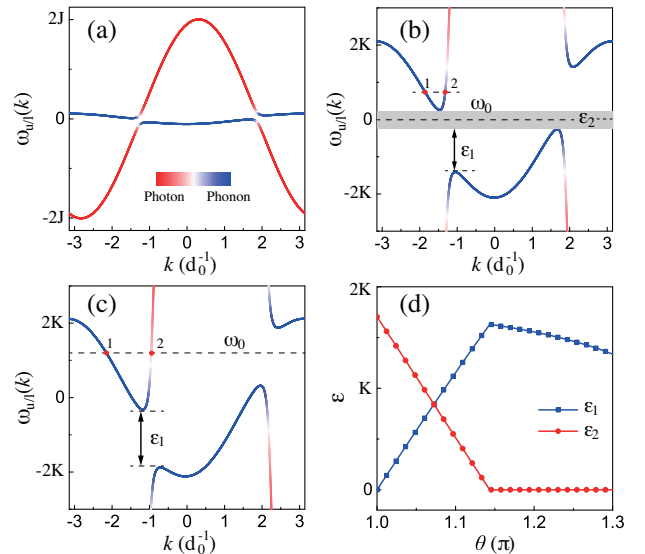 (a)
2J
0
-2J
ω_{u/l}(k)
Photon Phonon
-3 -2 -1 0 1 2 3
k (d_0^{-1})
(b)
2K
0
-2K
ω_{u/l}(k)
1 2
ω_0
ε_2
ε_1
-3 -2 -1 0 1 2 3
k (d_0^{-1})
(c)
2K
0
-2K
ω_{u/l}(k)
1 2
ω_0
ε_1
-3 -2 -1 0 1 2 3
k (d_0^{-1})
(d)
2K
K
0
ε
ε_1
ε_2
1.0 1.1 1.2 1.3
θ (π)